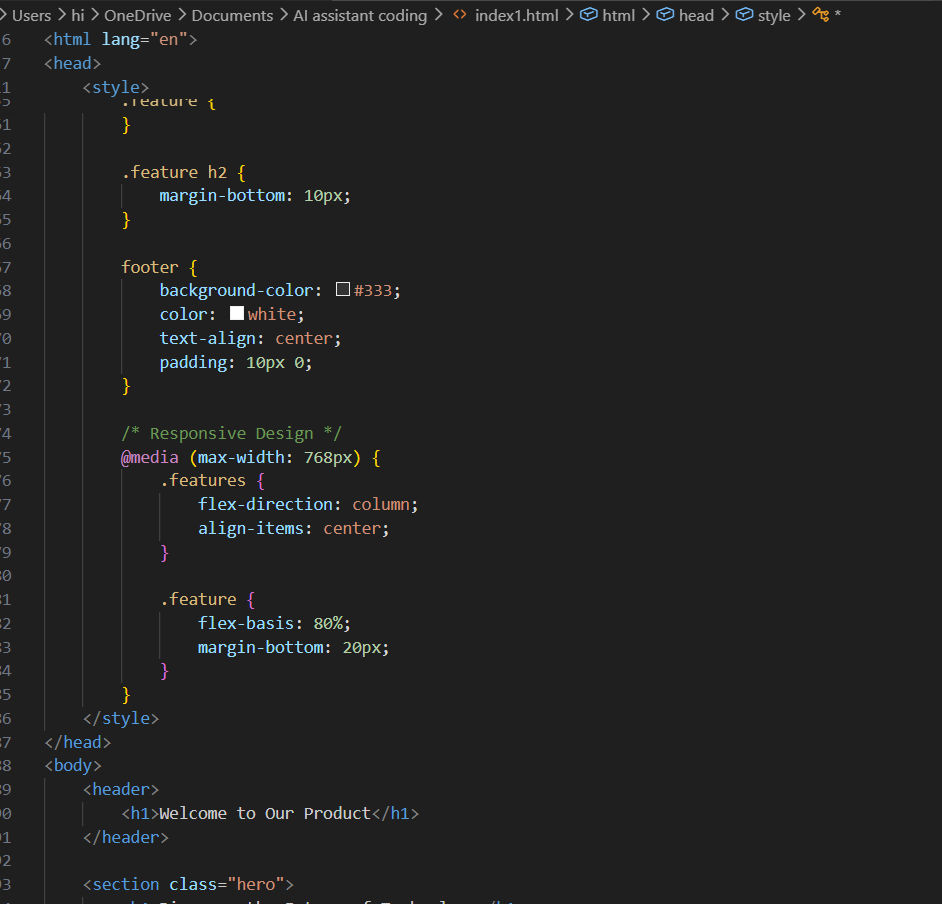 Users > hi > OneDrive > Documents > AI assistant coding > <> index1.html > html > head > style > *
6 <html lang="en">
7 <head>
<style>
.feature {
}
.feature h2 {
margin-bottom: 10px;
}
footer {
background-color: #333;
color: white;
text-align: center;
padding: 10px 0;
}
/* Responsive Design */
@media (max-width: 768px) {
.features {
flex-direction: column;
align-items: center;
}
.feature {
flex-basis: 80%;
margin-bottom: 20px;
}
}
</style>
</head>
<body>
<header>
<h1>Welcome to Our Product</h1>
</header>
<section class="hero">